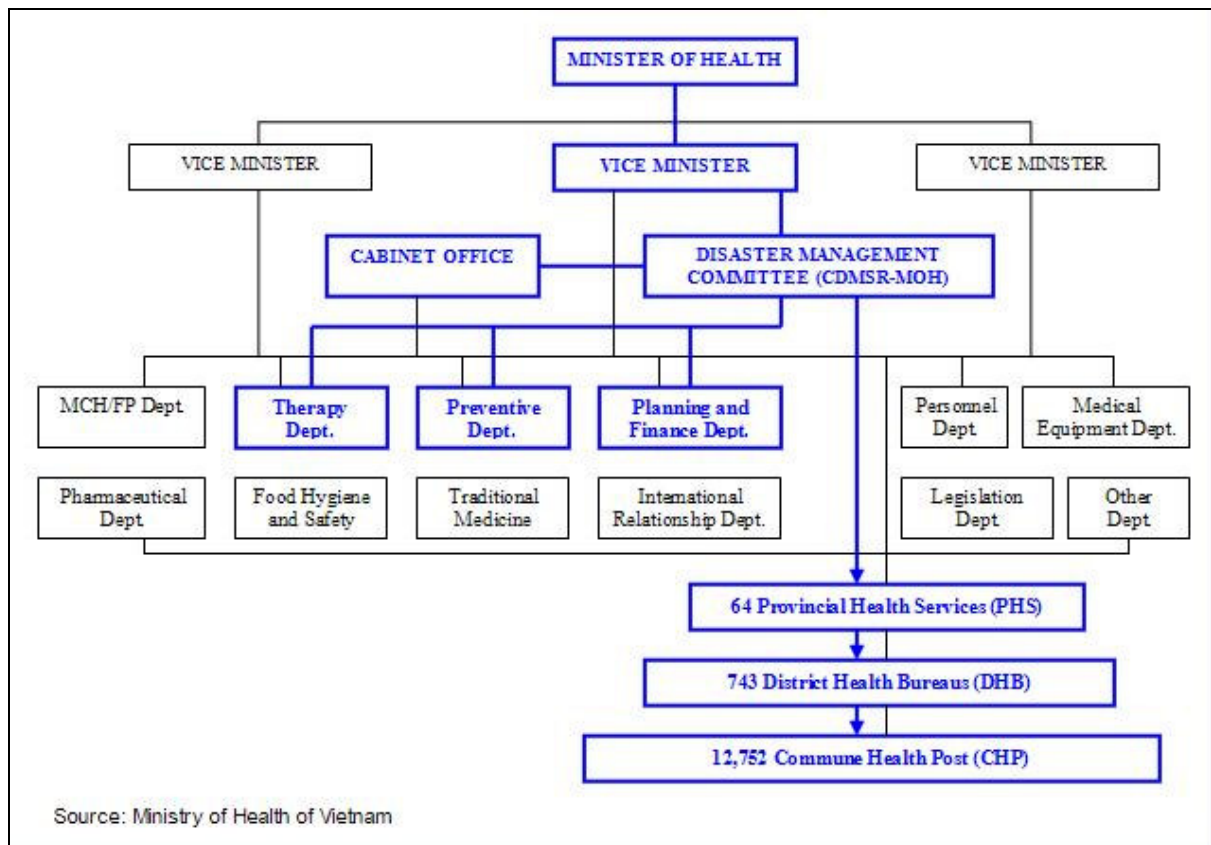 MINISTER OF HEALTH
VICE MINISTER
VICE MINISTER
VICE MINISTER
CABINET OFFICE
DISASTER MANAGEMENT
COMMITTEE (CDMSR-MOH)
MCH/FP Dept.
Therapy
Dept.
Preventive
Dept.
Planning and
Finance Dept.
Personnel
Dept.
Medical
Equipment Dept.
Pharmaceutical
Dept.
Food Hygiene
and Safety
Traditional
Medicine
International
Relationship Dept.
Legislation
Dept.
Other
Dept.
64 Provincial Health Services (PHS)
743 District Health Bureaus (DHB)
12,752 Commune Health Post (CHP)
Source: Ministry of Health of Vietnam